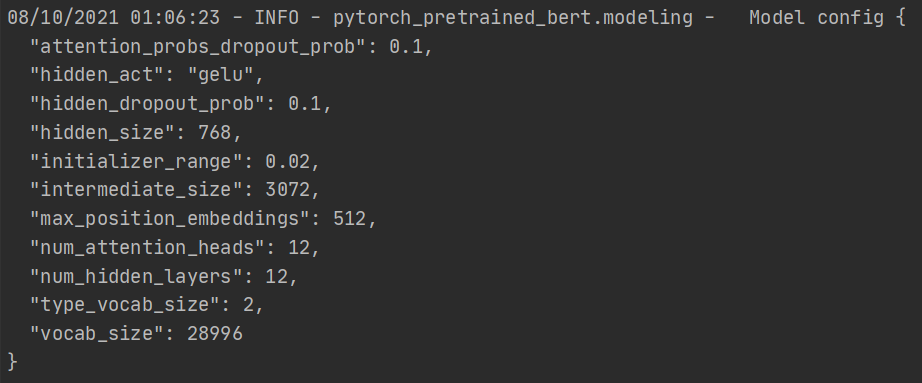 08/10/2021 01:06:23 - INFO - pytorch_pretrained_bert.modeling -   Model config {
  "attention_probs_dropout_prob": 0.1,
  "hidden_act": "gelu",
  "hidden_dropout_prob": 0.1,
  "hidden_size": 768,
  "initializer_range": 0.02,
  "intermediate_size": 3072,
  "max_position_embeddings": 512,
  "num_attention_heads": 12,
  "num_hidden_layers": 12,
  "type_vocab_size": 2,
  "vocab_size": 28996
}